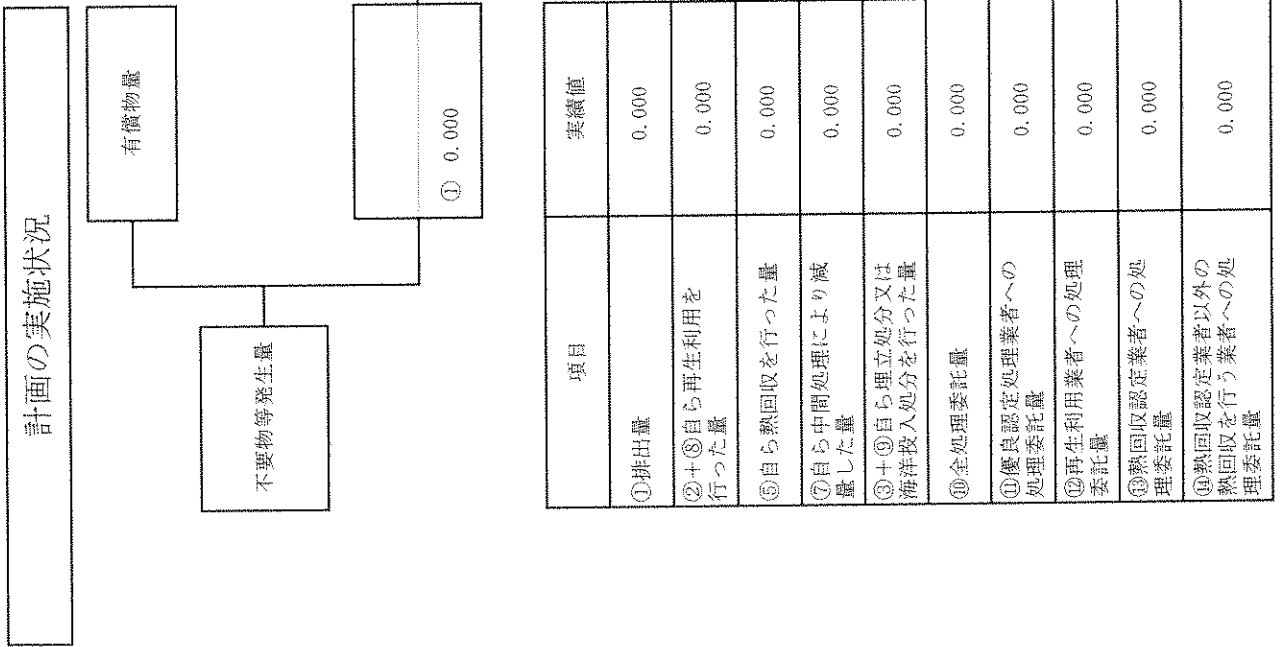 計画の実施状況
有償物量
不要物等発生量
① 0.000
項目
実績値
①排出量
0.000
②+⑧自ら再生利用を
行った量
0.000
⑤自ら熱回収を行った量
0.000
⑦自ら中間処理により減
量した量
0.000
③+⑨自ら埋立処分又は
海洋投入処分を行った量
0.000
⑩全処理委託量
0.000
⑪優良認定処理業者への
処理委託量
0.000
⑫再生利用業者への処理
委託量
0.000
⑬熱回収認定業者への処
理委託量
0.000
⑭熱回収認定業者以外の
熱回収を行う業者への処
理委託量
0.000